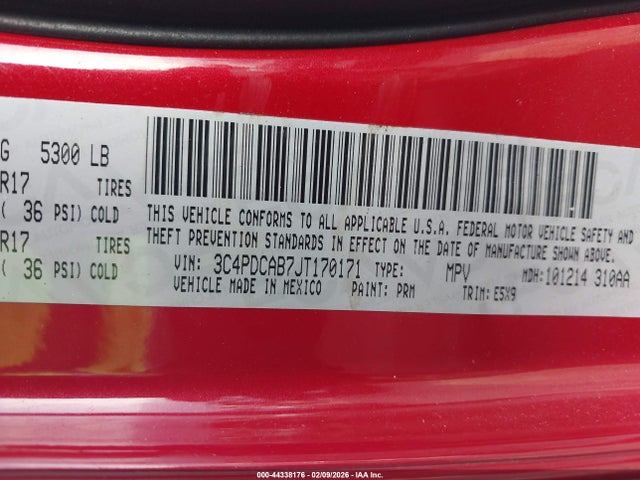 G 5300 LB
R17 TIRES
( 36 PSI) COLD
R17 TIRES
( 36 PSI) COLD
THIS VEHICLE CONFORMS TO ALL APPLICABLE U.S.A. FEDERAL MOTOR VEHICLE SAFETY AND
THEFT PREVENTION STANDARDS IN EFFECT ON THE DATE OF MANUFACTURE SHOWN ABOVE.
VIN: 3C4PDCAB7JT170171 TYPE: MPV MDH: 101214 310AA
VEHICLE MADE IN MEXICO PAINT: PRM TRIM: E5X9
000-44338176 - 02/09/2026 - IAA Inc.